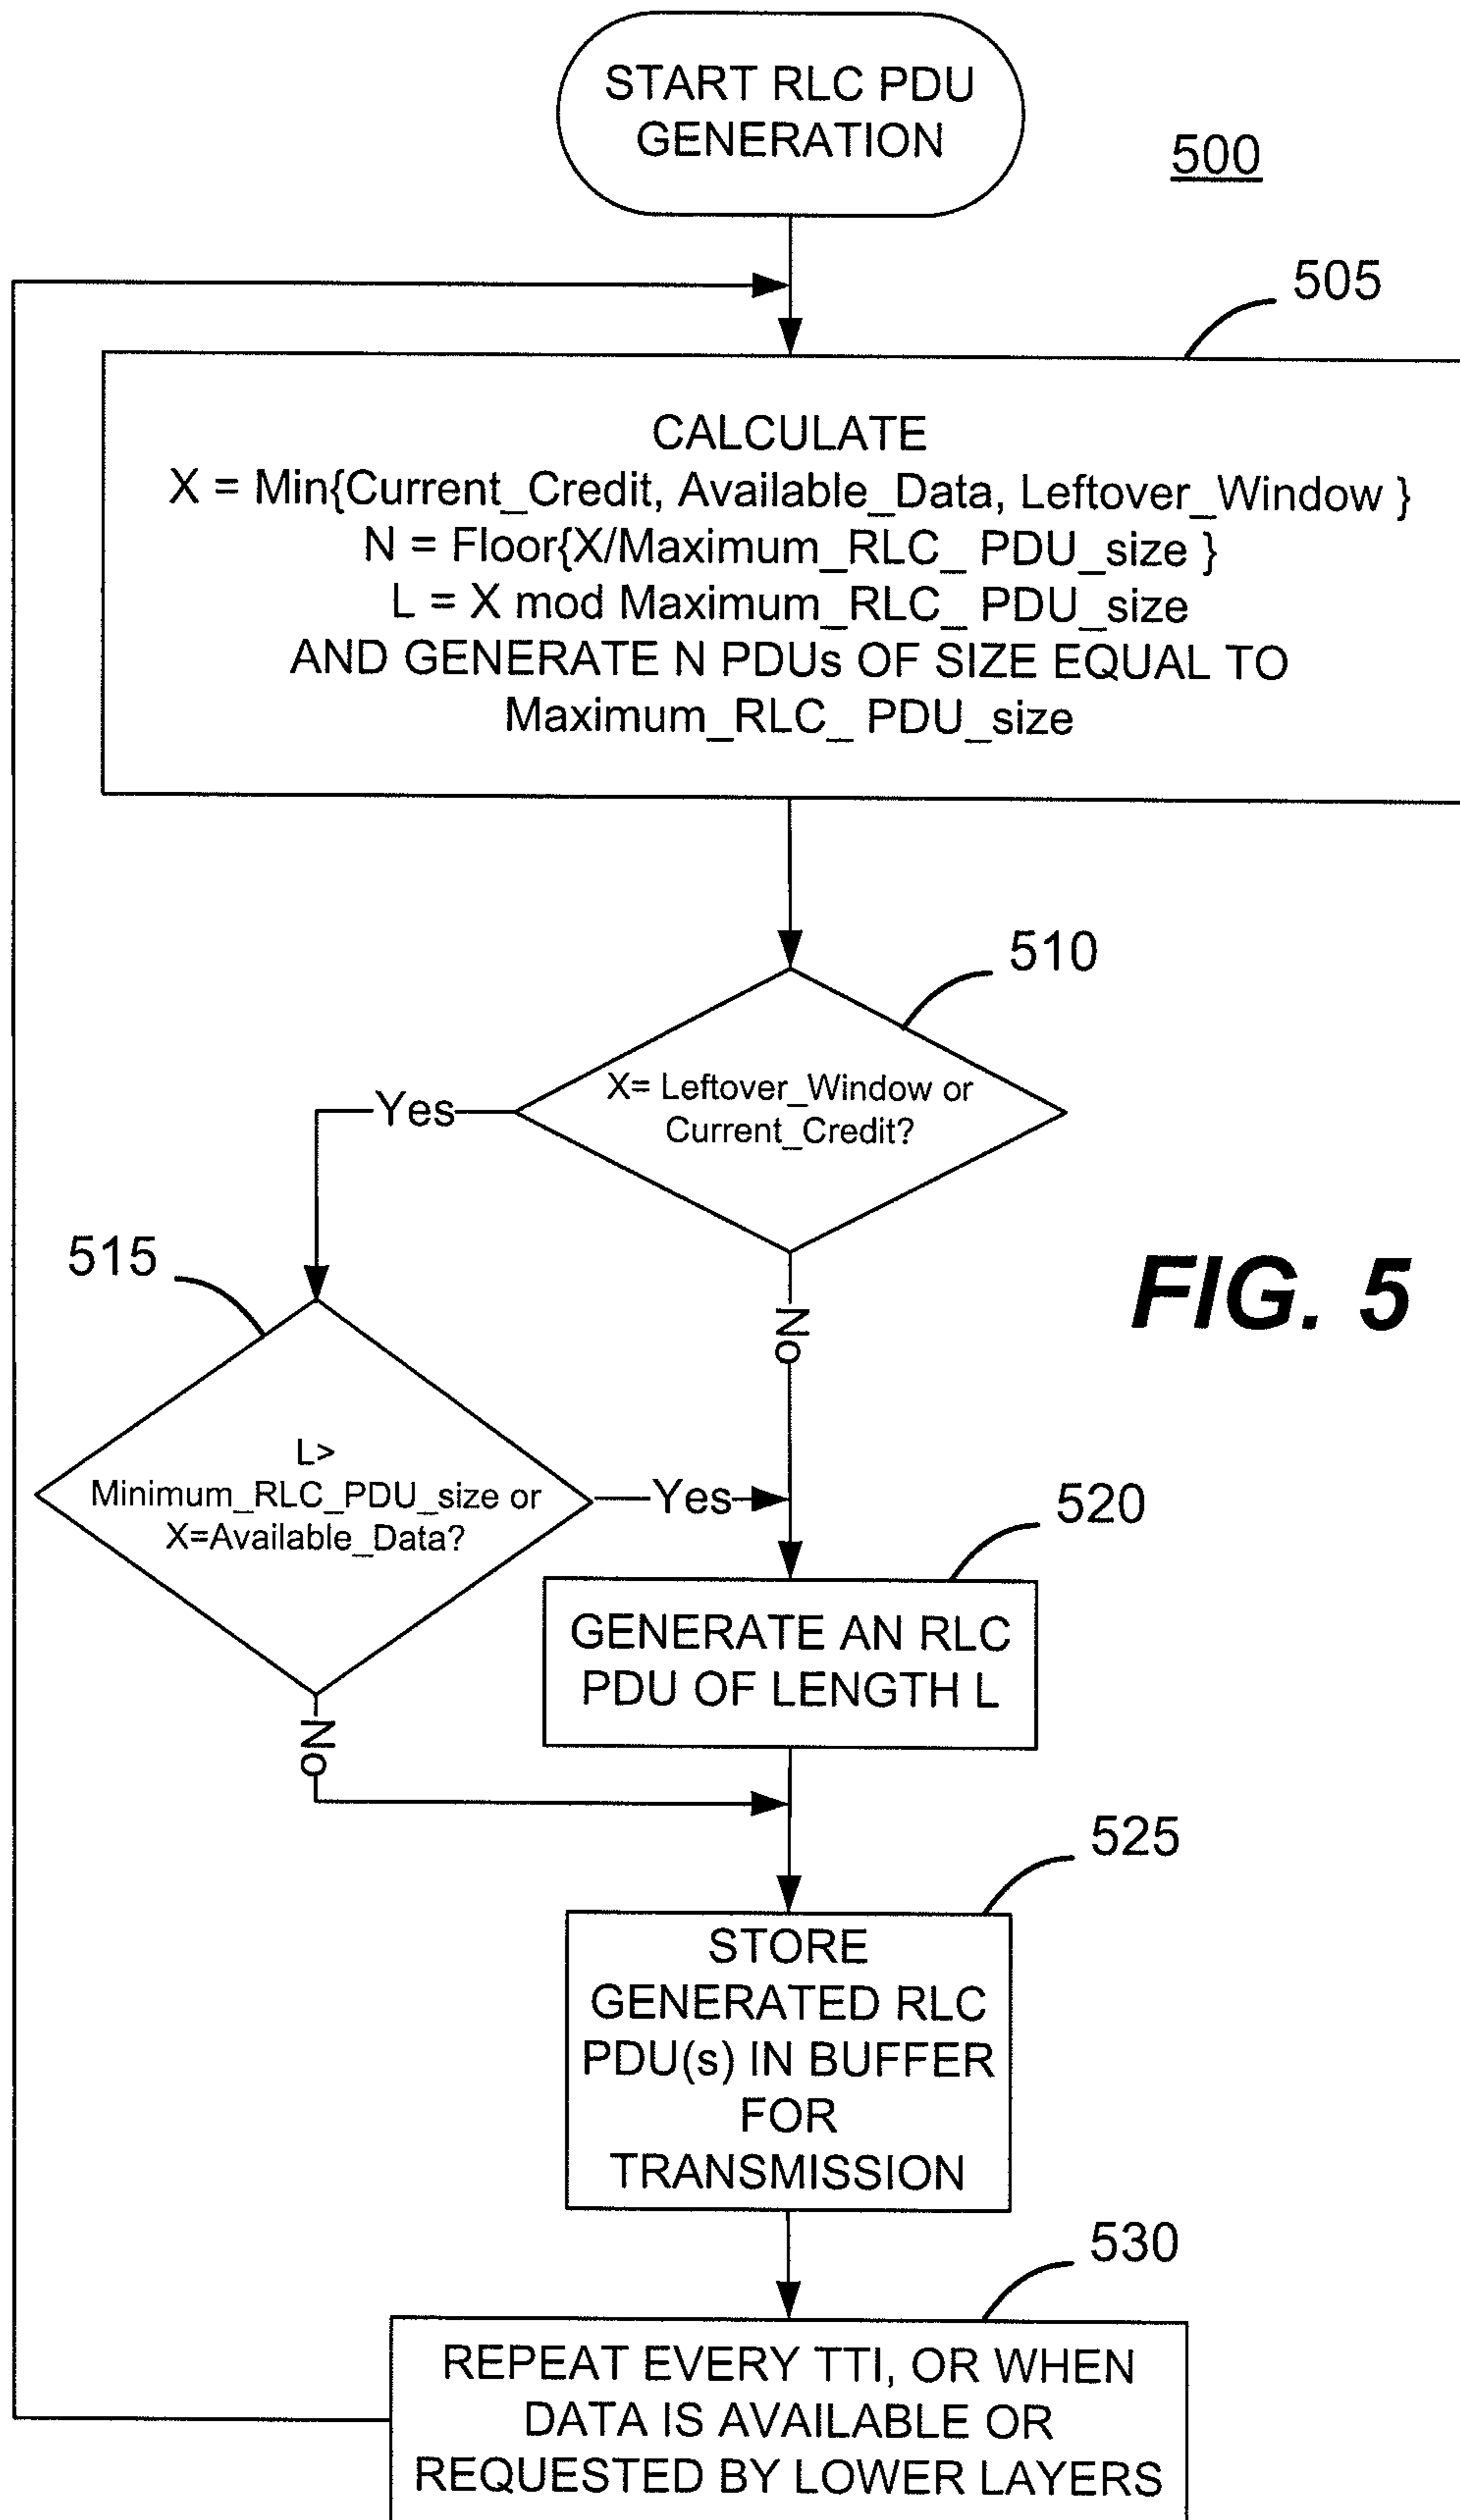 START RLC PDU
GENERATION
500
505
CALCULATE
X = Min{Current_Credit, Available_Data, Leftover_Window }
N = Floor{X/Maximum_RLC_ PDU_size }
L = X mod Maximum_RLC_ PDU_size
AND GENERATE N PDUs OF SIZE EQUAL TO
Maximum_RLC_ PDU_size
510
X= Leftover_Window or
Current_Credit?
Yes
No
FIG. 5
515
L>
Minimum_RLC_PDU_size or
X=Available_Data?
Yes
No
520
GENERATE AN RLC
PDU OF LENGTH L
525
STORE
GENERATED RLC
PDU(s) IN BUFFER
FOR
TRANSMISSION
530
REPEAT EVERY TTI, OR WHEN
DATA IS AVAILABLE OR
REQUESTED BY LOWER LAYERS